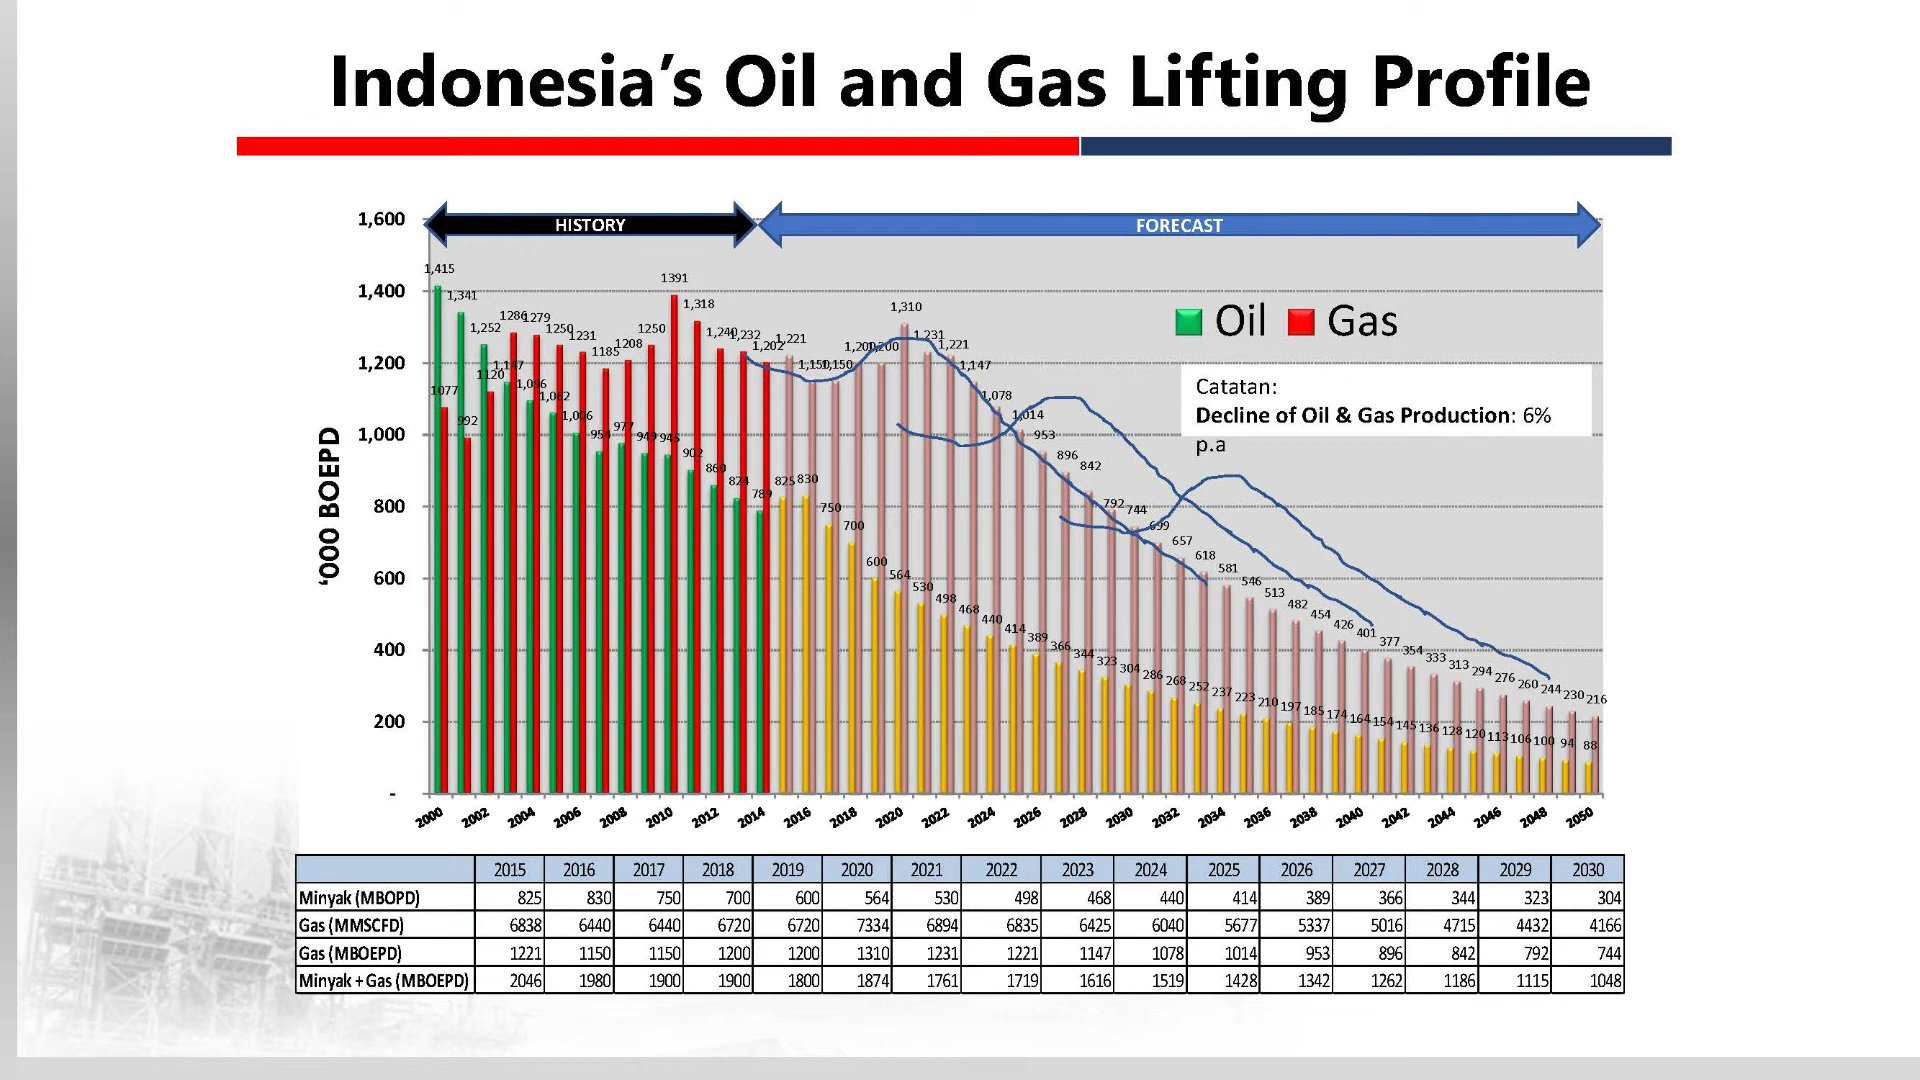 Indonesia’s Oil and Gas Lifting Profile
HISTORY
FORECAST
'000 BOEPD
1,600
1,400
1,200
1,000
800
600
400
200
-
Oil Gas
Catatan:
Decline of Oil & Gas Production: 6%
p.a
1,415 1,341 1,252 1,147 1,096 1,062 1,006 954 977 949 945 902 860 824 789 825 830 750 700 600 564 530 498 468 440 414 389 366 344 323 304 286 268 252 237 223 210 197 185 174 164 154 145 136 128 120 113 106 100 94 88
1077 992 1120 1286 1279 1250 1231 1185 1208 1250 1391 1,318 1,240 1,232 1,202 1,221 1,150 1,150 1,200 1,200 1,310 1,231 1,221 1,147 1,078 1,014 953 896 842 792 744 699 657 618 581 546 513 482 454 426 401 377 354 333 313 294 276 260 244 230 216
2000 2002 2004 2006 2008 2010 2012 2014 2016 2018 2020 2022 2024 2026 2028 2030 2032 2034 2036 2038 2040 2042 2044 2046 2048 2050
2015 2016 2017 2018 2019 2020 2021 2022 2023 2024 2025 2026 2027 2028 2029 2030
Minyak (MBOPD) 825 830 750 700 600 564 530 498 468 440 414 389 366 344 323 304
Gas (MMSCFD) 6838 6440 6440 6720 6720 7334 6894 6835 6425 6040 5677 5337 5016 4715 4432 4166
Gas (MBOEPD) 1221 1150 1150 1200 1200 1310 1231 1221 1147 1078 1014 953 896 842 792 744
Minyak + Gas (MBOEPD) 2046 1980 1900 1900 1800 1874 1761 1719 1616 1519 1428 1342 1262 1186 1115 1048